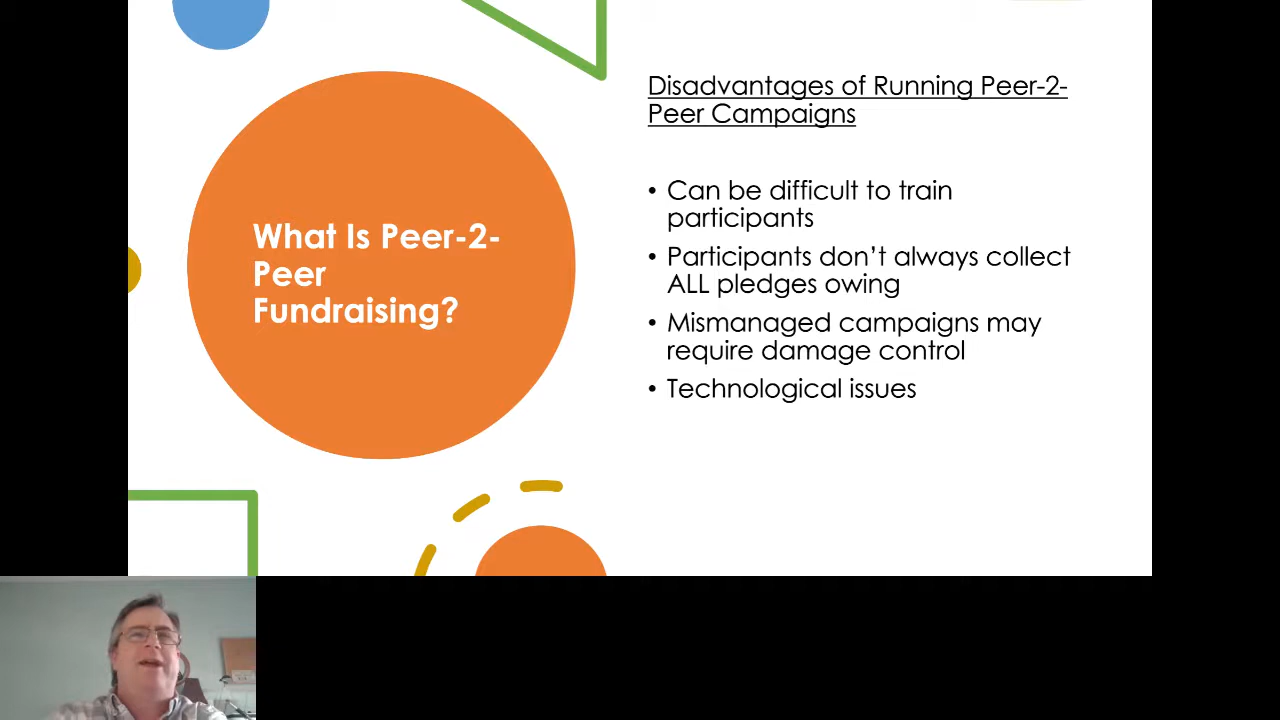 What Is Peer-2-
Peer
Fundraising?
Disadvantages of Running Peer-2-
Peer Campaigns
• Can be difficult to train
participants
• Participants don’t always collect
ALL pledges owing
• Mismanaged campaigns may
require damage control
• Technological issues